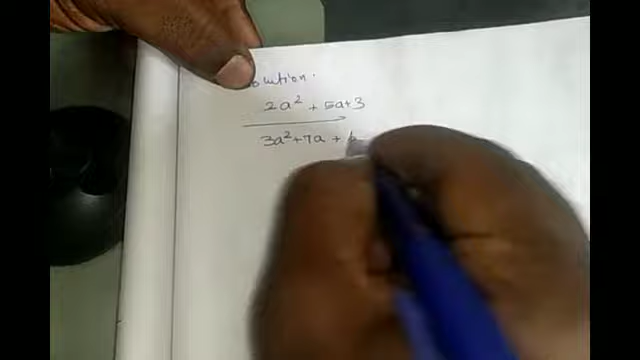 olution.
2a² + 5a+3
3a²+7a +